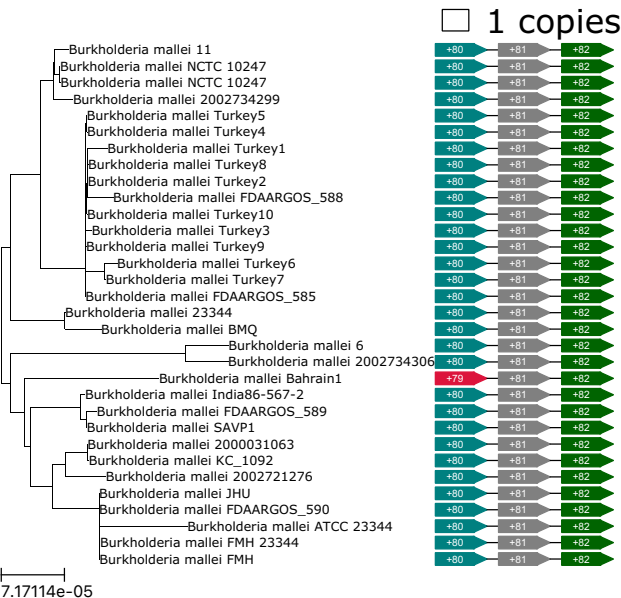 1 copies
Burkholderia mallei 11 +80 +81 +82
Burkholderia mallei NCTC 10247 +80 +81 +82
Burkholderia mallei NCTC 10247 +80 +81 +82
Burkholderia mallei 2002734299 +80 +81 +82
Burkholderia mallei Turkey5 +80 +81 +82
Burkholderia mallei Turkey4 +80 +81 +82
Burkholderia mallei Turkey1 +80 +81 +82
Burkholderia mallei Turkey8 +80 +81 +82
Burkholderia mallei Turkey2 +80 +81 +82
Burkholderia mallei FDAARGOS_588 +80 +81 +82
Burkholderia mallei Turkey10 +80 +81 +82
Burkholderia mallei Turkey3 +80 +81 +82
Burkholderia mallei Turkey9 +80 +81 +82
Burkholderia mallei Turkey6 +80 +81 +82
Burkholderia mallei Turkey7 +80 +81 +82
Burkholderia mallei FDAARGOS_585 +80 +81 +82
Burkholderia mallei 23344 +80 +81 +82
Burkholderia mallei BMQ +80 +81 +82
Burkholderia mallei 6 +80 +81 +82
Burkholderia mallei 2002734306 +80 +81 +82
Burkholderia mallei Bahrain1 +79 +81 +82
Burkholderia mallei India86-567-2 +80 +81 +82
Burkholderia mallei FDAARGOS_589 +80 +81 +82
Burkholderia mallei SAVP1 +80 +81 +82
Burkholderia mallei 2000031063 +80 +81 +82
Burkholderia mallei KC_1092 +80 +81 +82
Burkholderia mallei 2002721276 +80 +81 +82
Burkholderia mallei JHU +80 +81 +82
Burkholderia mallei FDAARGOS_590 +80 +81 +82
Burkholderia mallei ATCC 23344 +80 +81 +82
Burkholderia mallei FMH 23344 +80 +81 +82
Burkholderia mallei FMH +80 +81 +82
7.17114e-05